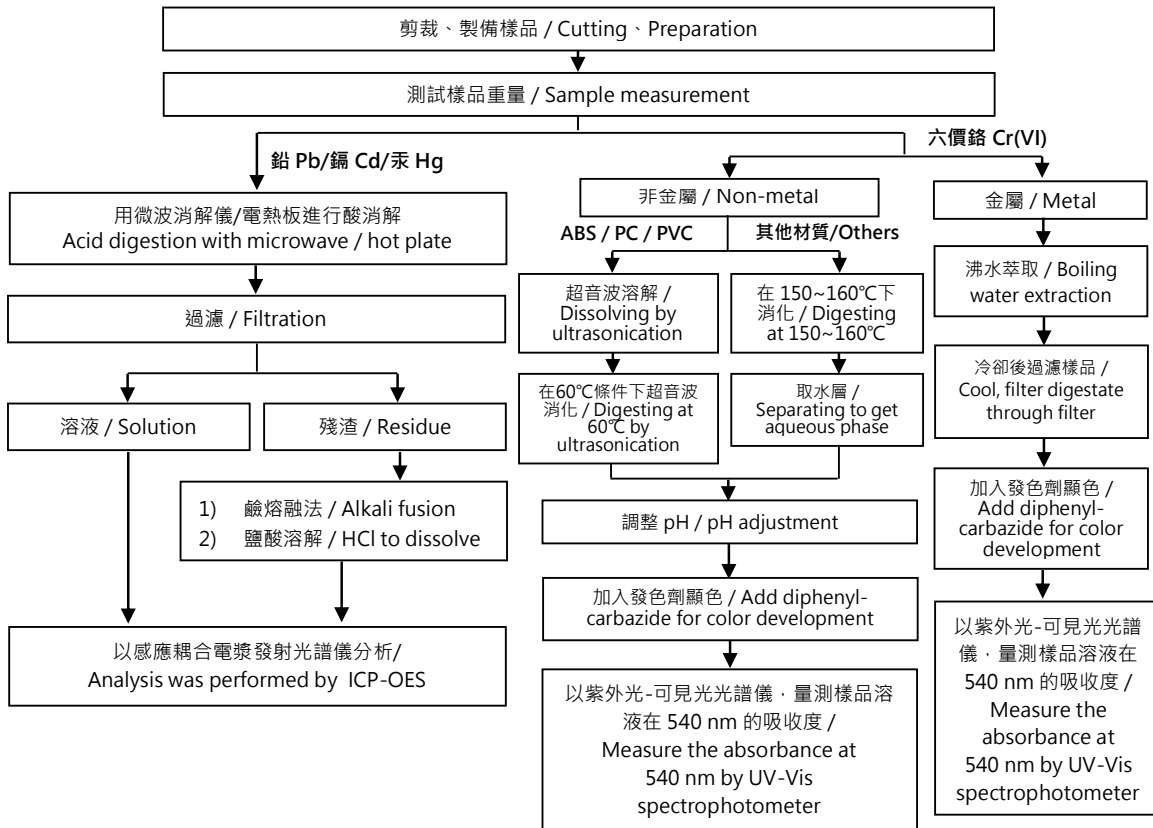 剪裁、製備樣品 / Cutting、Preparation
測試樣品重量 / Sample measurement
鉛 Pb/鎘 Cd/汞 Hg
六價鉻 Cr(VI)
用微波消解儀/電熱板進行酸消解
Acid digestion with microwave / hot plate
過濾 / Filtration
溶液 / Solution
殘渣 / Residue
1) 鹼熔融法 / Alkali fusion
2) 鹽酸溶解 / HCl to dissolve
以感應耦合電漿發射光譜儀分析/
Analysis was performed by ICP-OES
非金屬 / Non-metal
ABS / PC / PVC
其他材質/Others
超音波溶解 /
Dissolving by
ultrasonication
在60℃條件下超音波
消化 / Digesting at
60℃ by
ultrasonication
在 150~160℃下
消化 / Digesting
at 150~160℃
取水層 /
Separating to get
aqueous phase
調整 pH / pH adjustment
加入發色劑顯色 / Add diphenyl-
carbazide for color development
以紫外光-可見光光譜儀，量測樣品溶
液在 540 nm 的吸收度 /
Measure the absorbance at
540 nm by UV-Vis
spectrophotometer
金屬 / Metal
沸水萃取 / Boiling
water extraction
冷卻後過濾樣品 /
Cool, filter digestate
through filter
加入發色劑顯色 /
Add diphenyl-
carbazide for color
development
以紫外光-可見光光譜
儀，量測樣品溶液在
540 nm 的吸收度 /
Measure the
absorbance at
540 nm by UV-Vis
spectrophotometer